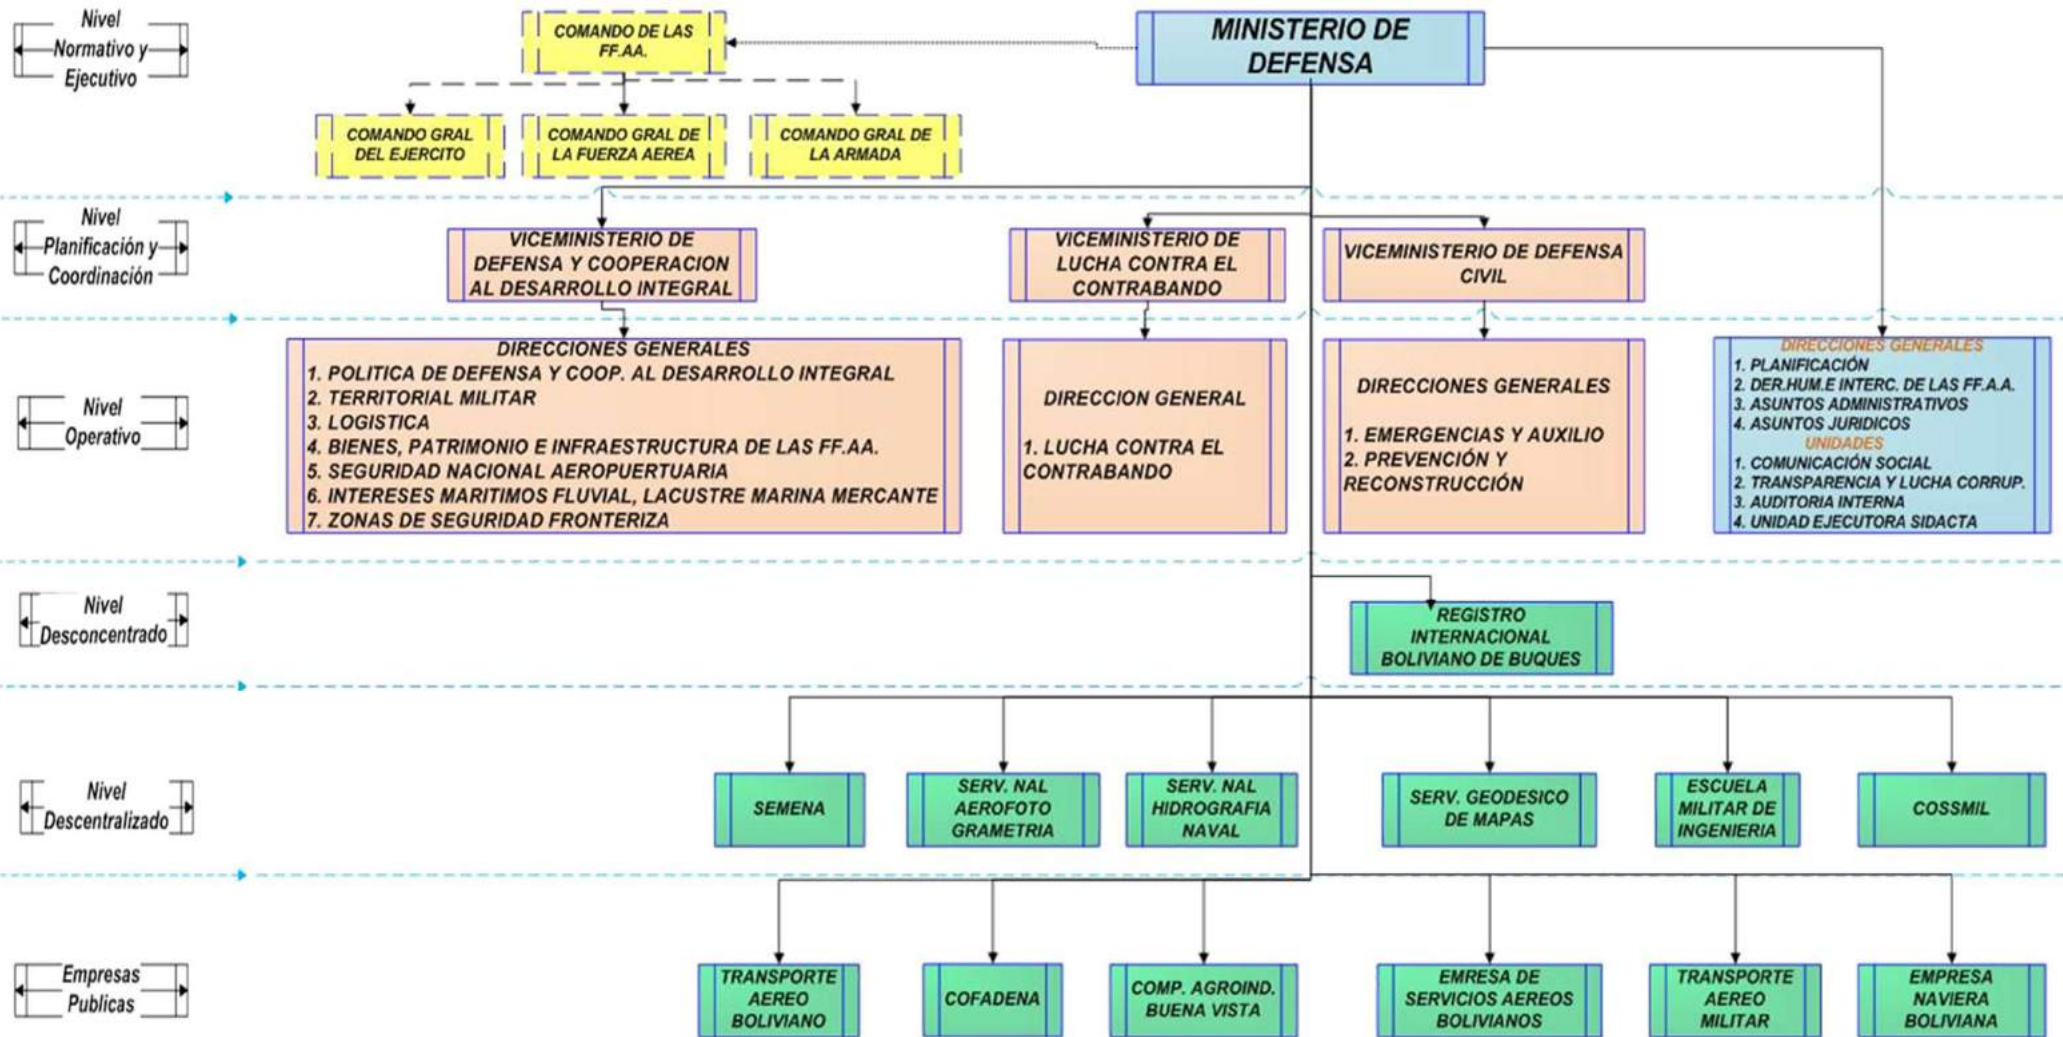 Nivel
Normativo y
Ejecutivo
COMANDO DE LAS
FF.AA.
MINISTERIO DE
DEFENSA
COMANDO GRAL
DEL EJERCITO
COMANDO GRAL DE
LA FUERZA AEREA
COMANDO GRAL DE
LA ARMADA
Nivel
Planificación y
Coordinación
VICEMINISTERIO DE
DEFENSA Y COOPERACION
AL DESARROLLO INTEGRAL
VICEMINISTERIO DE
LUCHA CONTRA EL
CONTRABANDO
VICEMINISTERIO DE DEFENSA
CIVIL
Nivel
Operativo
DIRECCIONES GENERALES
1. POLITICA DE DEFENSA Y COOP. AL DESARROLLO INTEGRAL
2. TERRITORIAL MILITAR
3. LOGISTICA
4. BIENES, PATRIMONIO E INFRAESTRUCTURA DE LAS FF.AA.
5. SEGURIDAD NACIONAL AEROPUERTUARIA
6. INTERESES MARITIMOS FLUVIAL, LACUSTRE MARINA MERCANTE
7. ZONAS DE SEGURIDAD FRONTERIZA
DIRECCION GENERAL
1. LUCHA CONTRA EL
CONTRABANDO
DIRECCIONES GENERALES
1. EMERGENCIAS Y AUXILIO
2. PREVENCIÓN Y
RECONSTRUCCIÓN
DIRECCIONES GENERALES
1. PLANIFICACIÓN
2. DER.HUM.E INTERC. DE LAS FF.A.A.
3. ASUNTOS ADMINISTRATIVOS
4. ASUNTOS JURIDICOS
UNIDADES
1. COMUNICACIÓN SOCIAL
2. TRANSPARENCIA Y LUCHA CORRUP.
3. AUDITORIA INTERNA
4. UNIDAD EJECUTORA SIDACTA
Nivel
Desconcentrado
REGISTRO
INTERNACIONAL
BOLIVIANO DE BUQUES
Nivel
Descentralizado
SEMENA
SERV. NAL
AEROFOTO
GRAMETRIA
SERV. NAL
HIDROGRAFIA
NAVAL
SERV. GEODESICO
DE MAPAS
ESCUELA
MILITAR DE
INGENIERIA
COSSMIL
Empresas
Publicas
TRANSPORTE
AEREO
BOLIVIANO
COFADENA
COMP. AGROIND.
BUENA VISTA
EMRESA DE
SERVICIOS AEREOS
BOLIVIANOS
TRANSPORTE
AEREO
MILITAR
EMPRESA
NAVIERA
BOLIVIANA